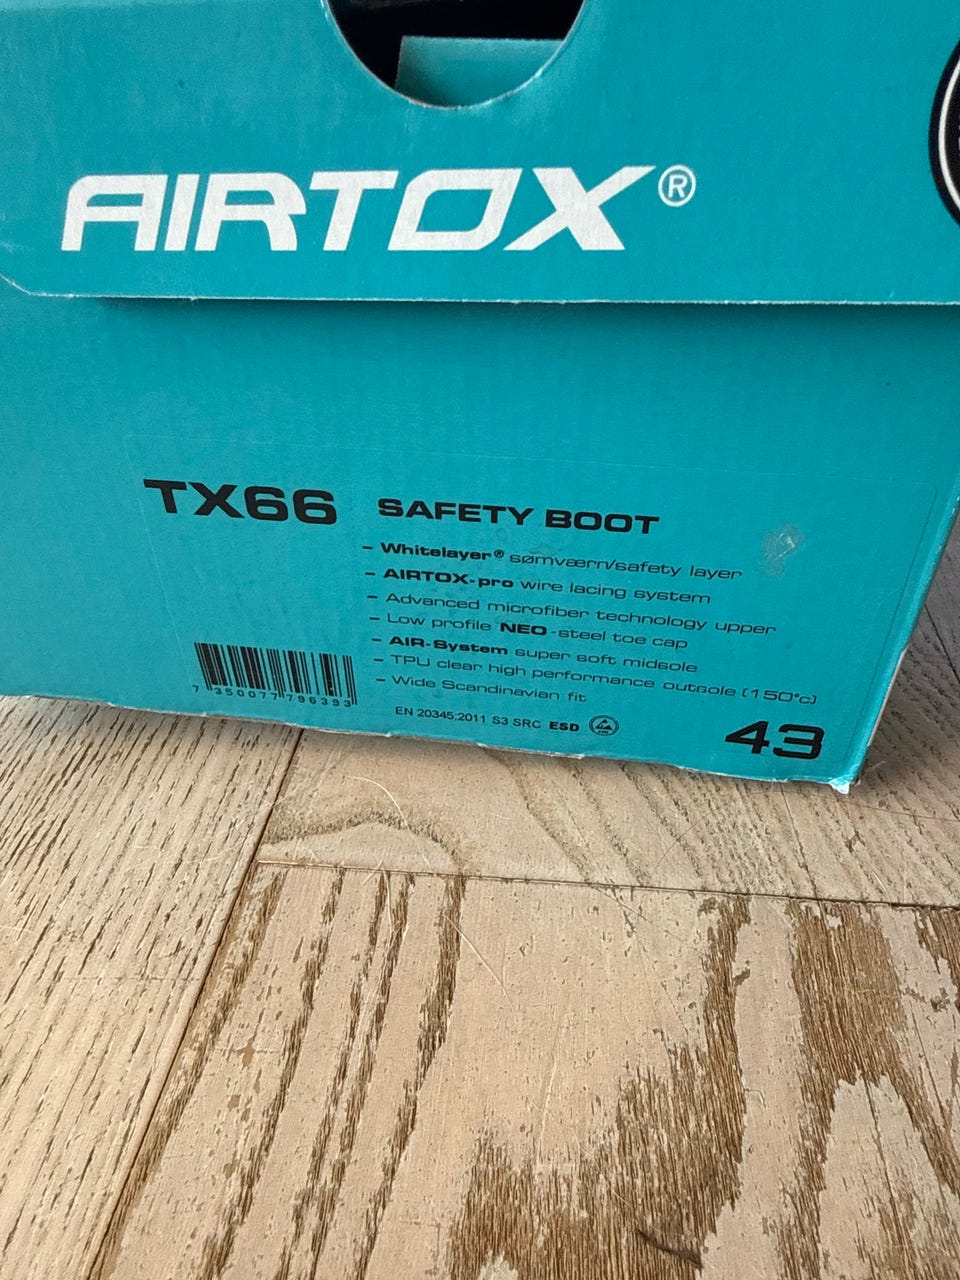 AIRTOX®
TX66 SAFETY BOOT
- Whitelayer® sømværn/safety layer
- AIRTOX-pro wire lacing system
- Advanced microfiber technology upper
- Low profile NEO-steel toe cap
- AIR-System super soft midsole
- TPU clear high performance outsole (150°c)
- Wide Scandinavian fit
7 350077 796393
EN 20345:2011 S3 SRC ESD
43